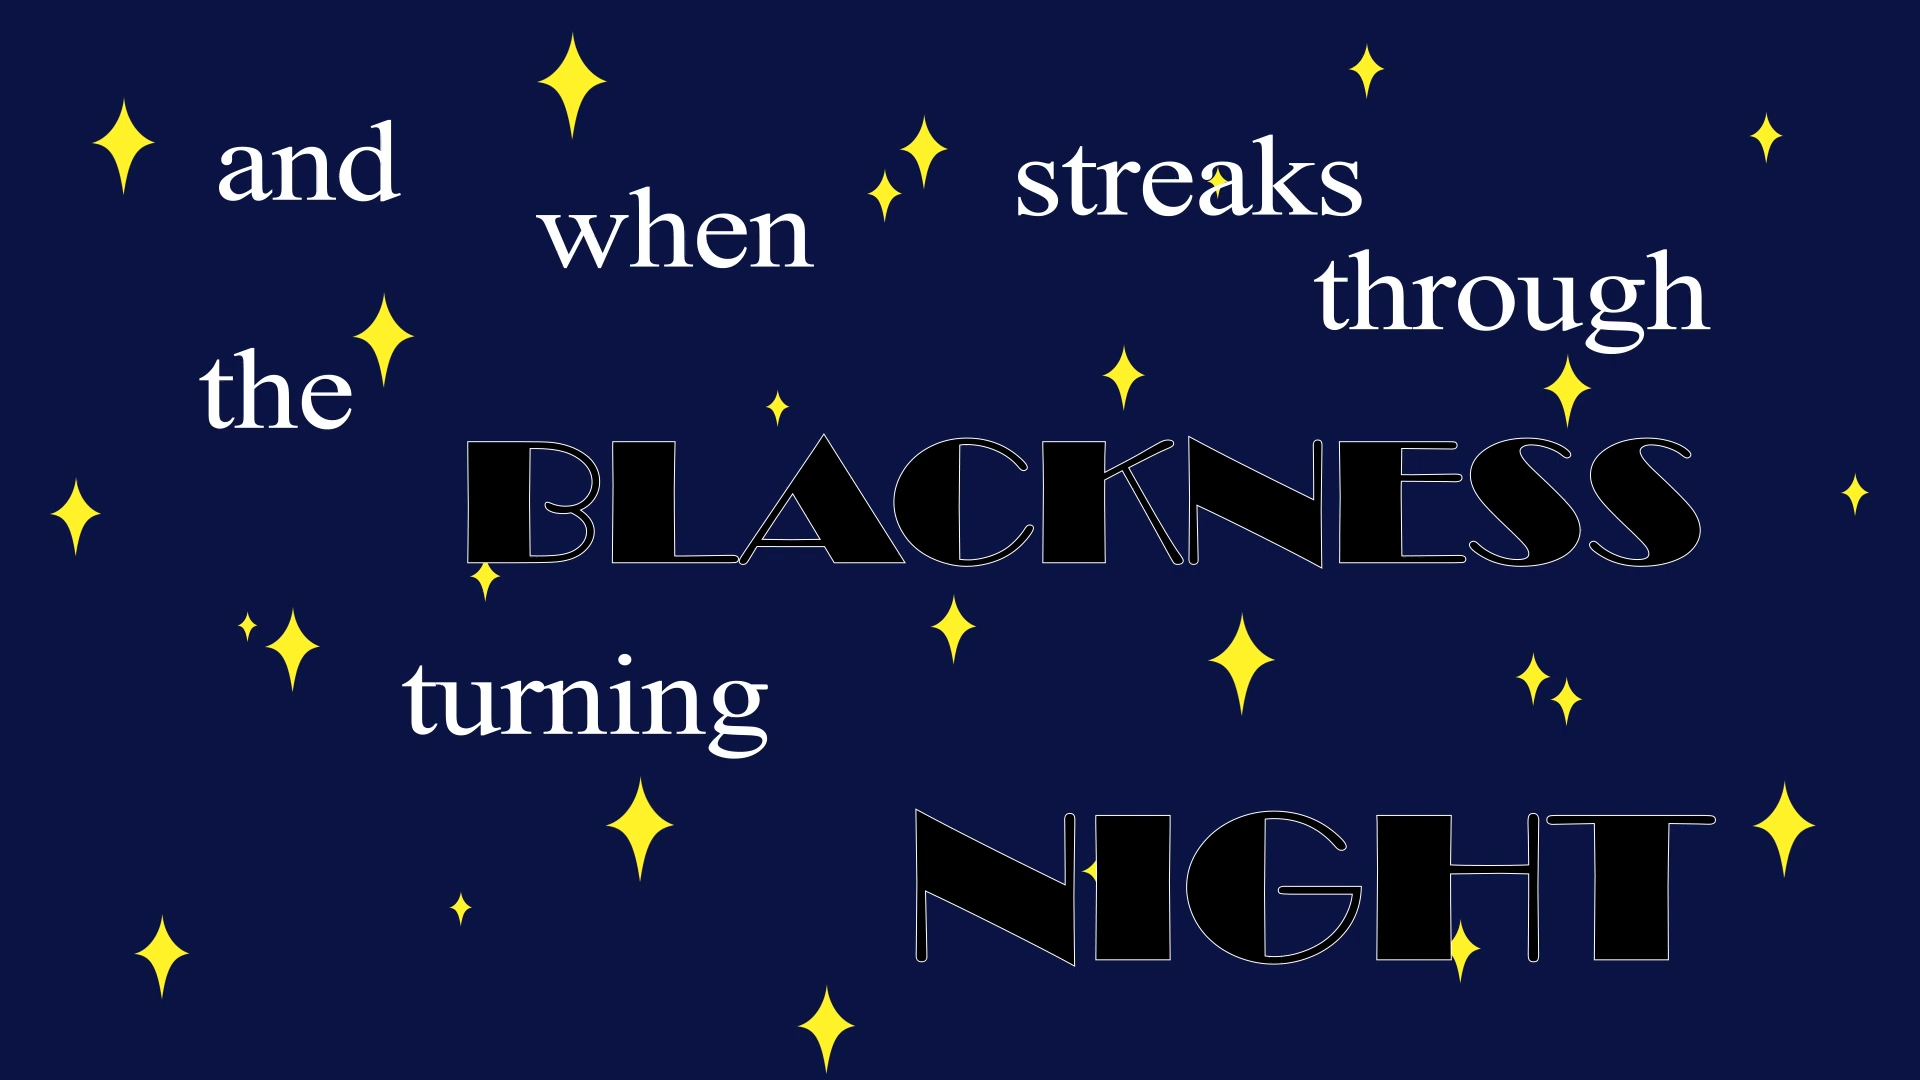 and when streaks
through
the BLACKNESS
turning
NIGHT